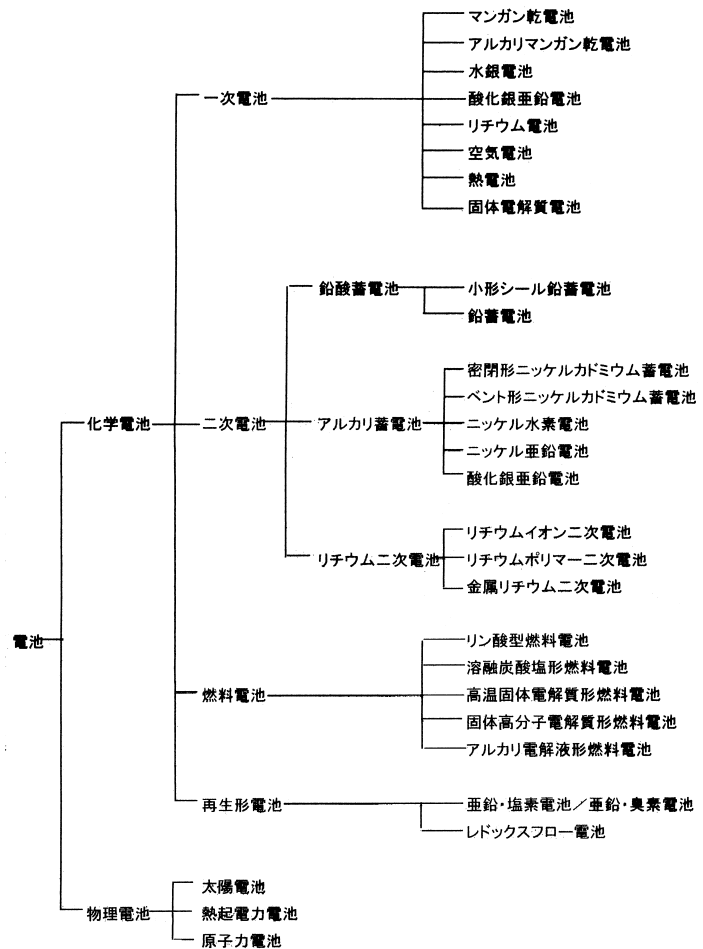 マンガン乾電池
アルカリマンガン乾電池
水銀電池
一次電池
酸化銀亜鉛電池
リチウム電池
空気電池
熱電池
固体電解質電池
鉛酸蓄電池
小形シール鉛蓄電池
鉛蓄電池
密閉形ニッケルカドミウム蓄電池
ベント形ニッケルカドミウム蓄電池
化学電池
二次電池
アルカリ蓄電池
ニッケル水素電池
ニッケル亜鉛電池
酸化銀亜鉛電池
リチウムイオン二次電池
リチウム二次電池
リチウムポリマー二次電池
金属リチウム二次電池
電池
リン酸型燃料電池
溶融炭酸塩形燃料電池
燃料電池
高温固体電解質形燃料電池
固体高分子電解質形燃料電池
アルカリ電解液形燃料電池
再生形電池
亜鉛・塩素電池／亜鉛・臭素電池
レドックスフロー電池
太陽電池
物理電池
熱起電力電池
原子力電池